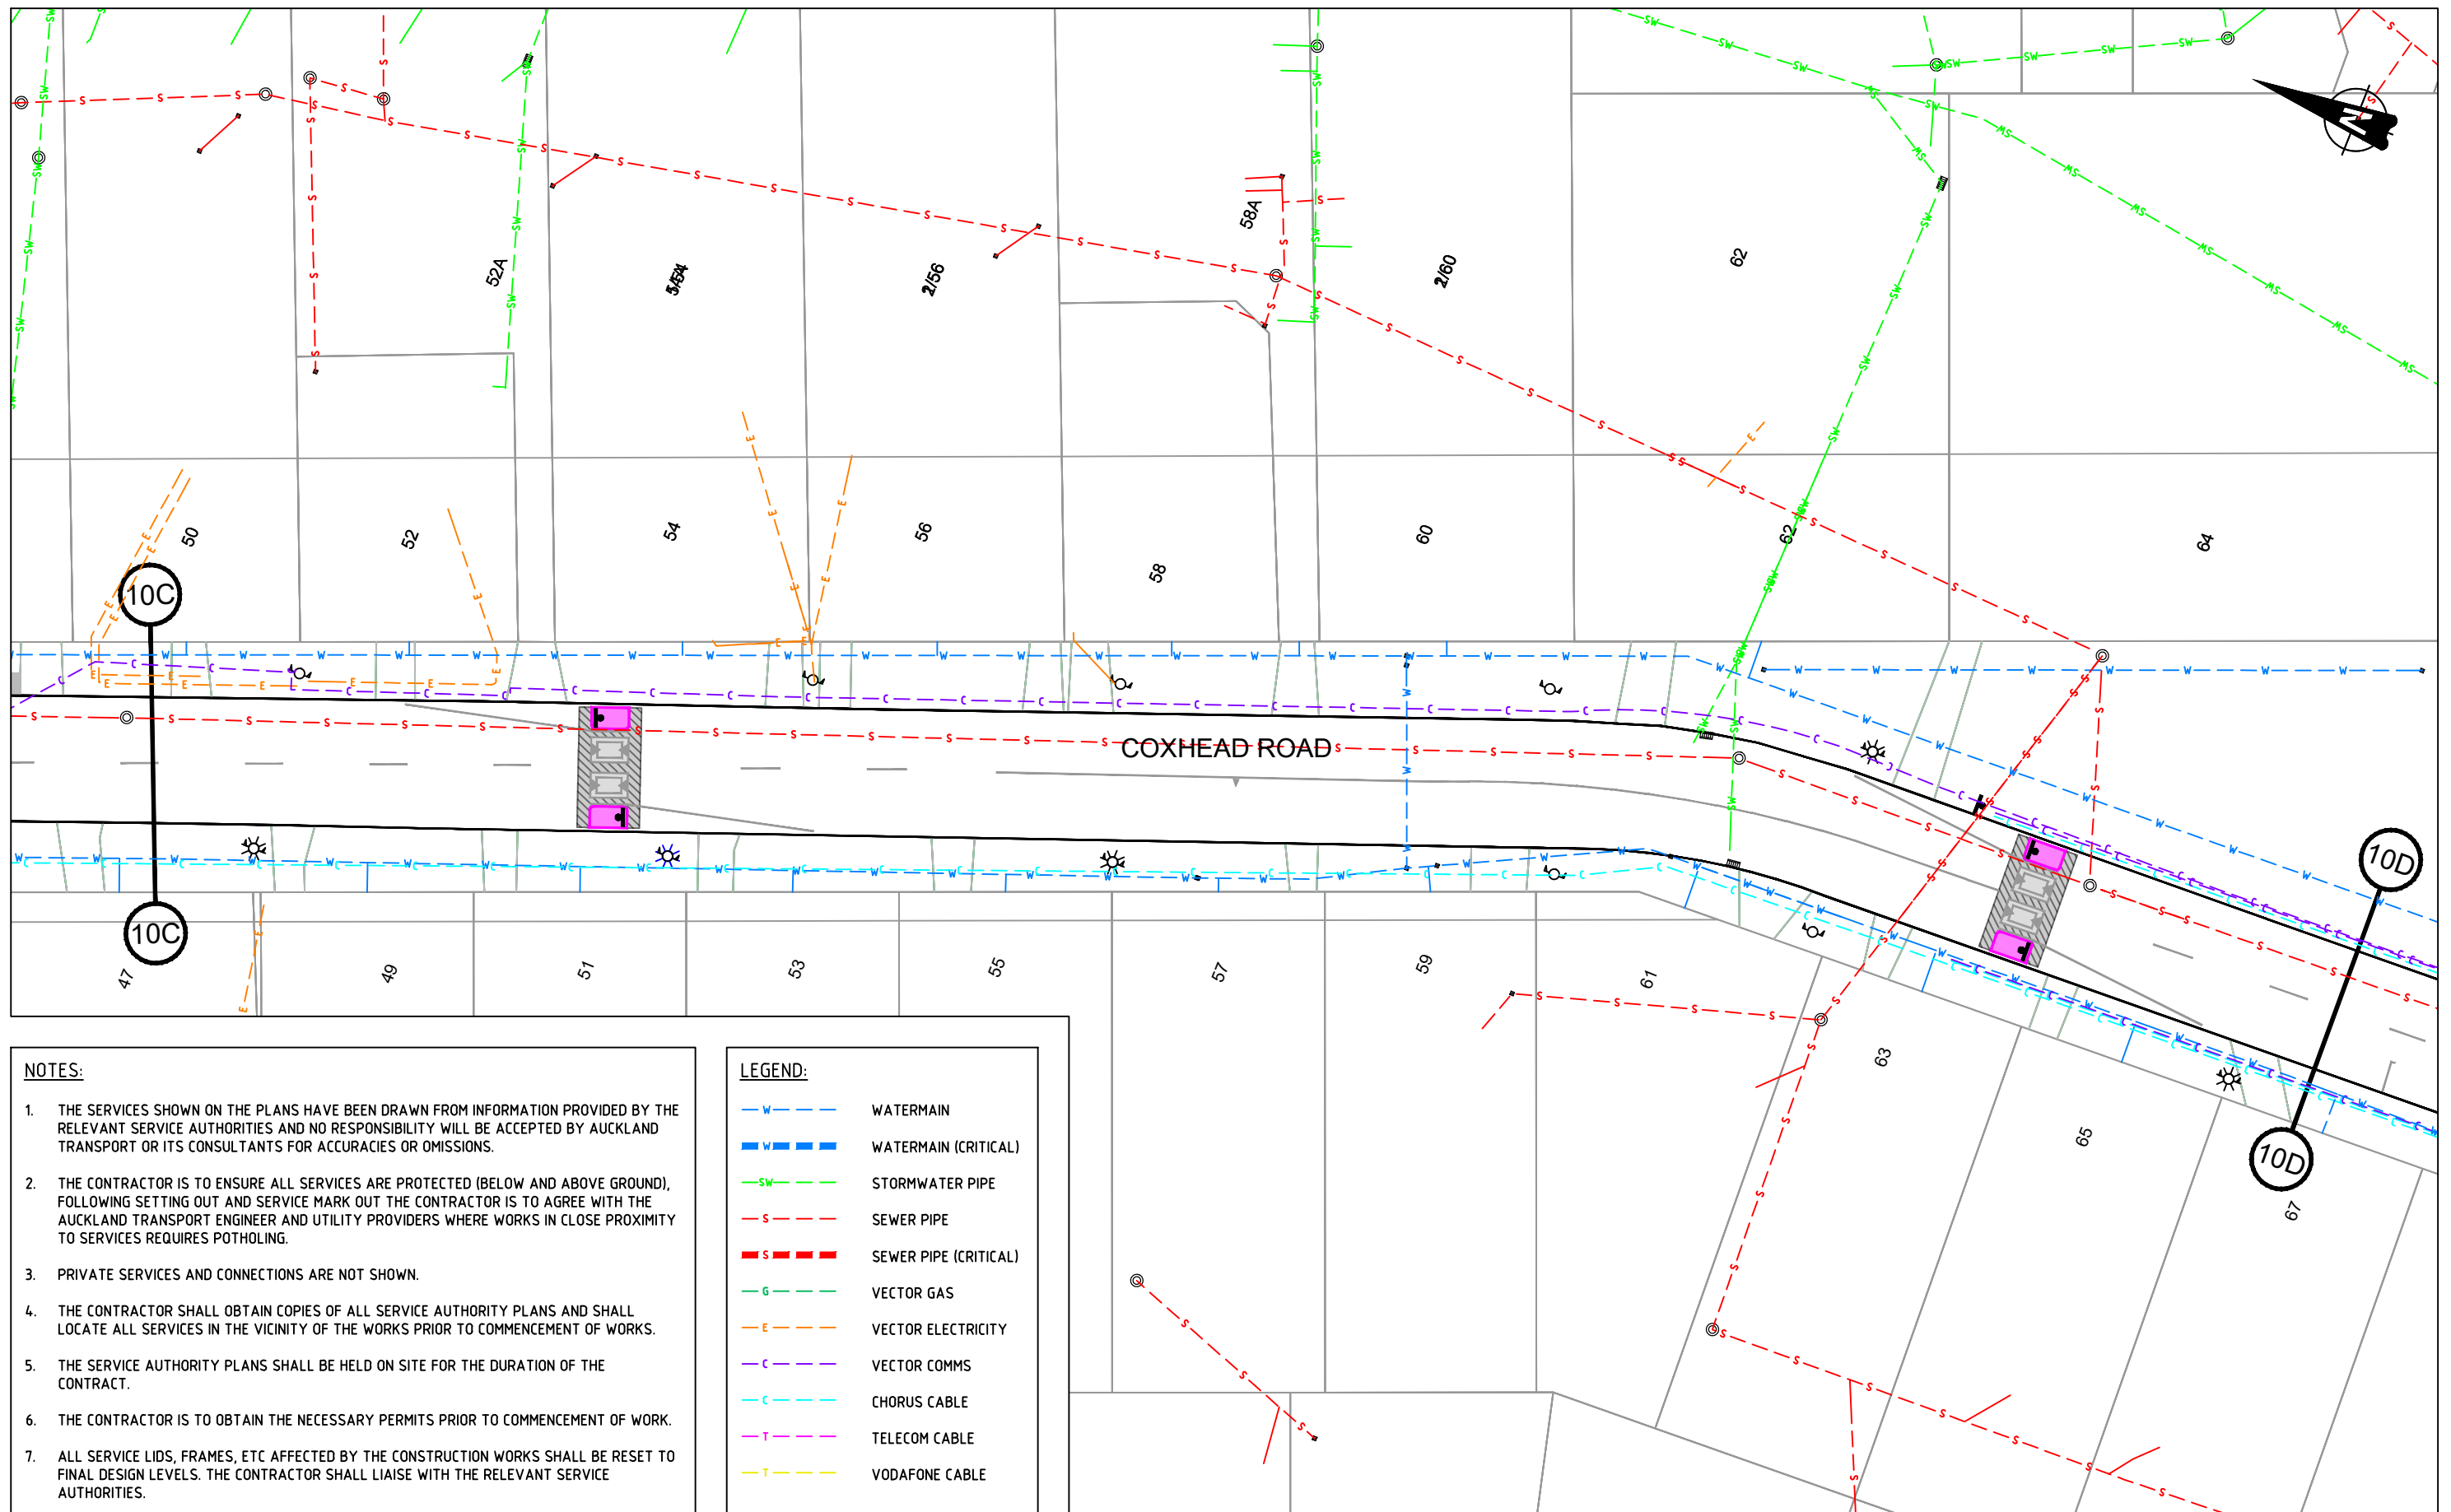 N
52A
58A
62
50
52
54
56
58
60
62
64
10C
COXHEAD ROAD
10C
10D
10D
47
49
51
53
55
57
59
61
63
65
67
NOTES:
1. THE SERVICES SHOWN ON THE PLANS HAVE BEEN DRAWN FROM INFORMATION PROVIDED BY THE
RELEVANT SERVICE AUTHORITIES AND NO RESPONSIBILITY WILL BE ACCEPTED BY AUCKLAND
TRANSPORT OR ITS CONSULTANTS FOR ACCURACIES OR OMISSIONS.
2. THE CONTRACTOR IS TO ENSURE ALL SERVICES ARE PROTECTED (BELOW AND ABOVE GROUND),
FOLLOWING SETTING OUT AND SERVICE MARK OUT THE CONTRACTOR IS TO AGREE WITH THE
AUCKLAND TRANSPORT ENGINEER AND UTILITY PROVIDERS WHERE WORKS IN CLOSE PROXIMITY
TO SERVICES REQUIRES POTHOLING.
3. PRIVATE SERVICES AND CONNECTIONS ARE NOT SHOWN.
4. THE CONTRACTOR SHALL OBTAIN COPIES OF ALL SERVICE AUTHORITY PLANS AND SHALL
LOCATE ALL SERVICES IN THE VICINITY OF THE WORKS PRIOR TO COMMENCEMENT OF WORKS.
5. THE SERVICE AUTHORITY PLANS SHALL BE HELD ON SITE FOR THE DURATION OF THE
CONTRACT.
6. THE CONTRACTOR IS TO OBTAIN THE NECESSARY PERMITS PRIOR TO COMMENCEMENT OF WORK.
7. ALL SERVICE LIDS, FRAMES, ETC AFFECTED BY THE CONSTRUCTION WORKS SHALL BE RESET TO
FINAL DESIGN LEVELS. THE CONTRACTOR SHALL LIAISE WITH THE RELEVANT SERVICE
AUTHORITIES.
LEGEND:
W WATERMAIN
W WATERMAIN (CRITICAL)
SW STORMWATER PIPE
S SEWER PIPE
S SEWER PIPE (CRITICAL)
G VECTOR GAS
E VECTOR ELECTRICITY
C VECTOR COMMS
C CHORUS CABLE
T TELECOM CABLE
T VODAFONE CABLE